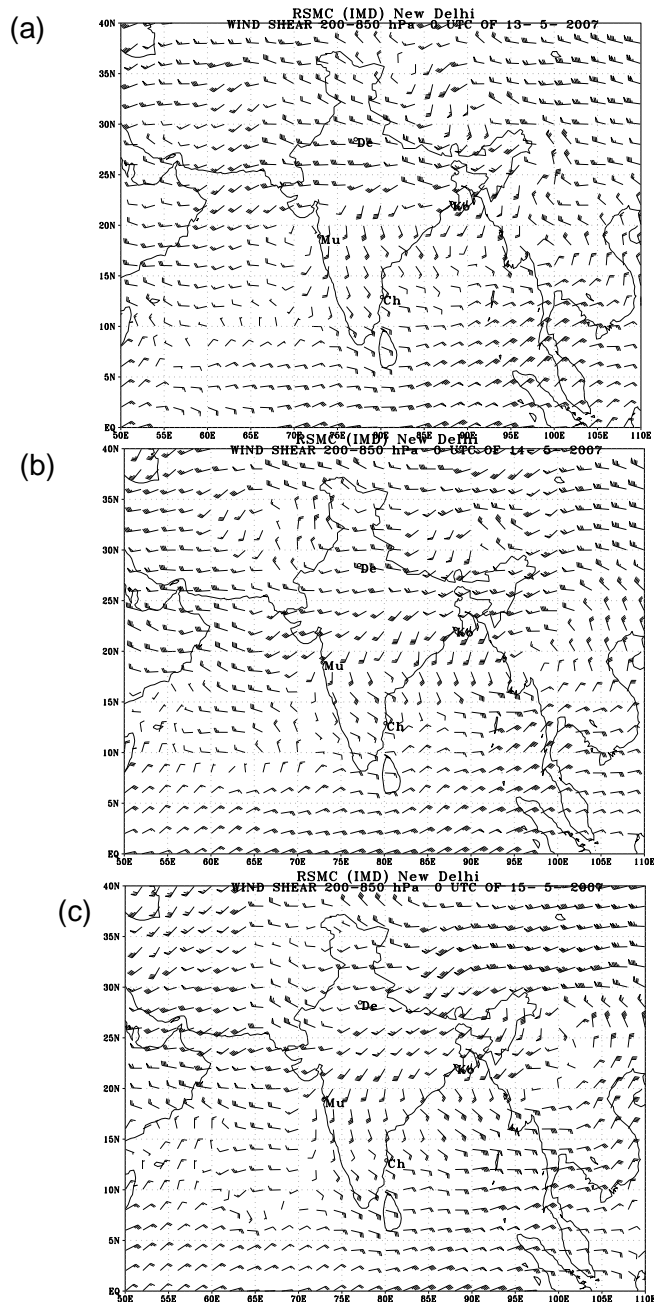 (a)
RSMC (IMD) New Delhi
WIND SHEAR 200-850 hPa 0 UTC OF 13- 5- 2007
40N
35N
30N
25N
20N
15N
10N
5N
EQ
De
Ko
Mu
Ch
50E 55E 60E 65E 70E 75E 80E 85E 90E 95E 100E 105E 110E
(b)
RSMC (IMD) New Delhi
WIND SHEAR 200-850 hPa 0 UTC OF 14- 5- 2007
40N
35N
30N
25N
20N
15N
10N
5N
EQ
De
Ko
Mu
Ch
50E 55E 60E 65E 70E 75E 80E 85E 90E 95E 100E 105E 110E
(c)
RSMC (IMD) New Delhi
WIND SHEAR 200-850 hPa 0 UTC OF 15- 5- 2007
40N
35N
30N
25N
20N
15N
10N
5N
EQ
De
Ko
Mu
Ch
50E 55E 60E 65E 70E 75E 80E 85E 90E 95E 100E 105E 110E